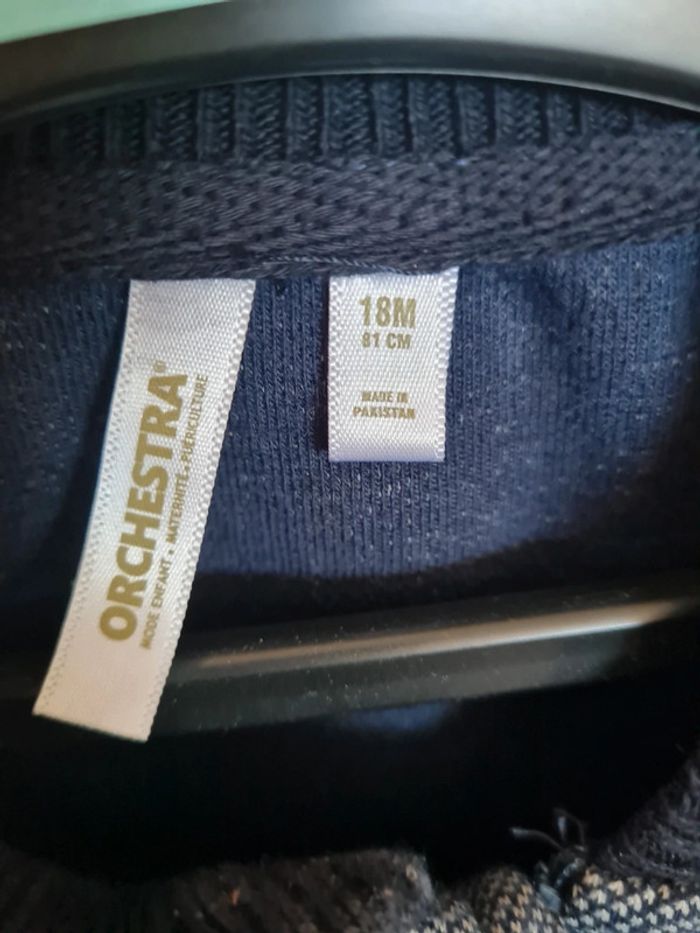 ORCHESTRA®
MODE ENFANT • MATERNITÉ • PUÉRICULTURE
18M
81 CM
MADE IN
PAKISTAN